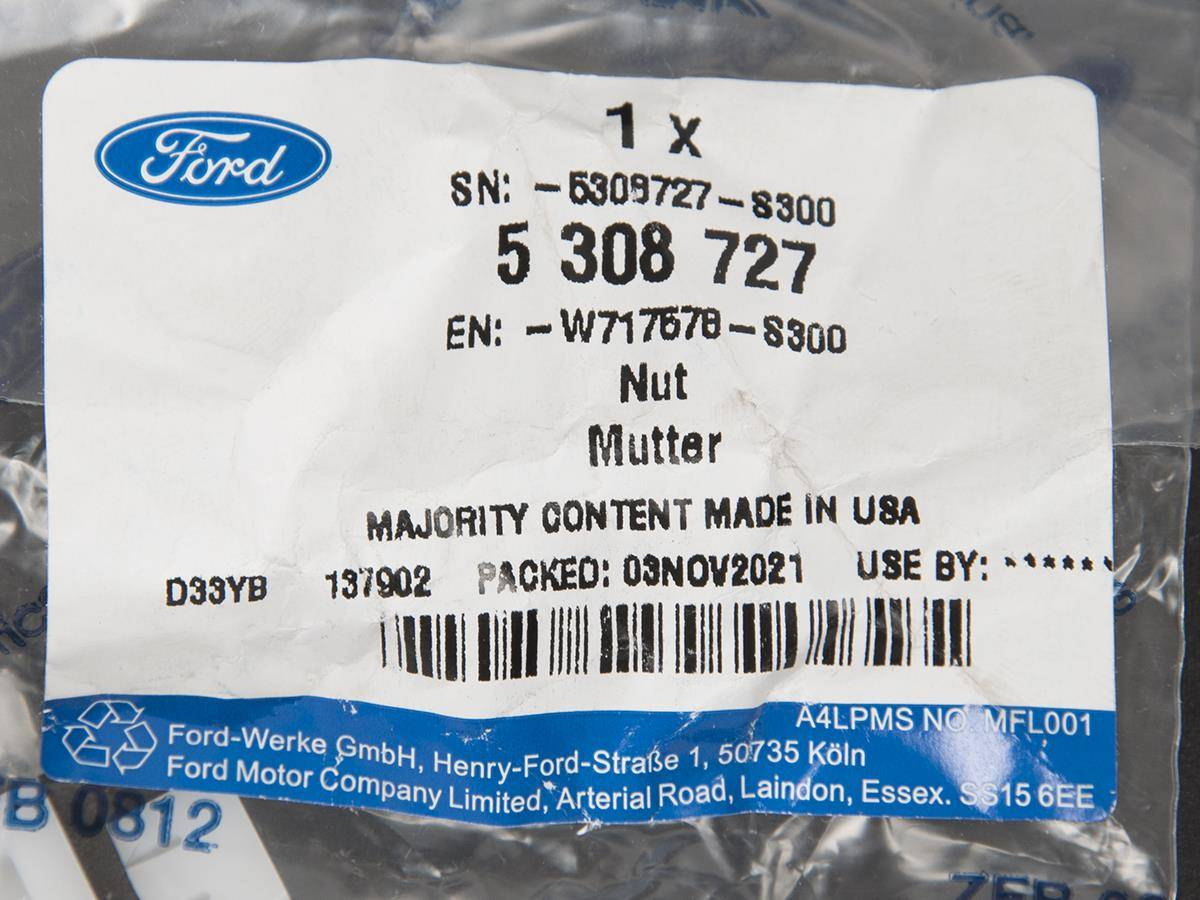 Ford
1 x
SN: -5308727-S300
5 308 727
EN: -W717678-S300
Nut
Mutter
MAJORITY CONTENT MADE IN USA
D33YB 137902 PACKED: 03NOV2021 USE BY: ******
A4LPMS NO. MFL001
Ford-Werke GmbH, Henry-Ford-Straße 1, 50735 Köln
Ford Motor Company Limited, Arterial Road, Laindon, Essex. SS15 6EE
B 0812